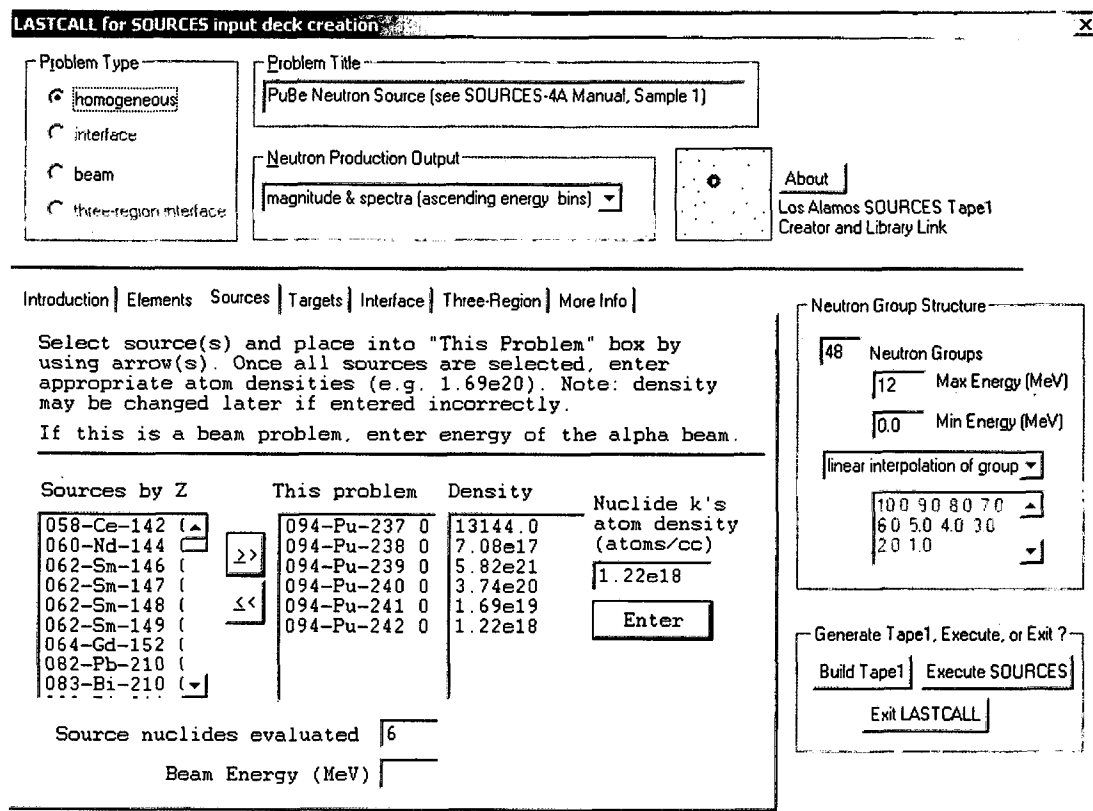 LASTCALL for SOURCES input deck creation
Problem Type
homogeneous
interface
beam
three-region interface
Problem Title
PuBe Neutron Source (see SOURCES-4A Manual, Sample 1)
Neutron Production Output
magnitude & spectra (ascending energy bins)
About
Los Alamos SOURCES Tape1
Creator and Library Link
Introduction Elements Sources Targets Interface Three-Region More Info
Select source(s) and place into "This Problem" box by
using arrow(s). Once all sources are selected, enter
appropriate atom densities (e.g. 1.69e20). Note: density
may be changed later if entered incorrectly.
If this is a beam problem, enter energy of the alpha beam.
Sources by Z
058-Ce-142 (
060-Nd-144 (
062-Sm-146 (
062-Sm-147 (
062-Sm-148 (
062-Sm-149 (
064-Gd-152 (
082-Pb-210 (
083-Bi-210 (
>>
<<
This problem
094-Pu-237 0
094-Pu-238 0
094-Pu-239 0
094-Pu-240 0
094-Pu-241 0
094-Pu-242 0
Density
13144.0
7.08e17
5.82e21
3.74e20
1.69e19
1.22e18
Nuclide k's
atom density
(atoms/cc)
1.22e18
Enter
Source nuclides evaluated 6
Beam Energy (MeV)
Neutron Group Structure
48 Neutron Groups
12 Max Energy (MeV)
0.0 Min Energy (MeV)
linear interpolation of group
10.0 9.0 8.0 7.0
6.0 5.0 4.0 3.0
2.0 1.0
Generate Tape1, Execute, or Exit ?
Build Tape1 Execute SOURCES
Exit LASTCALL